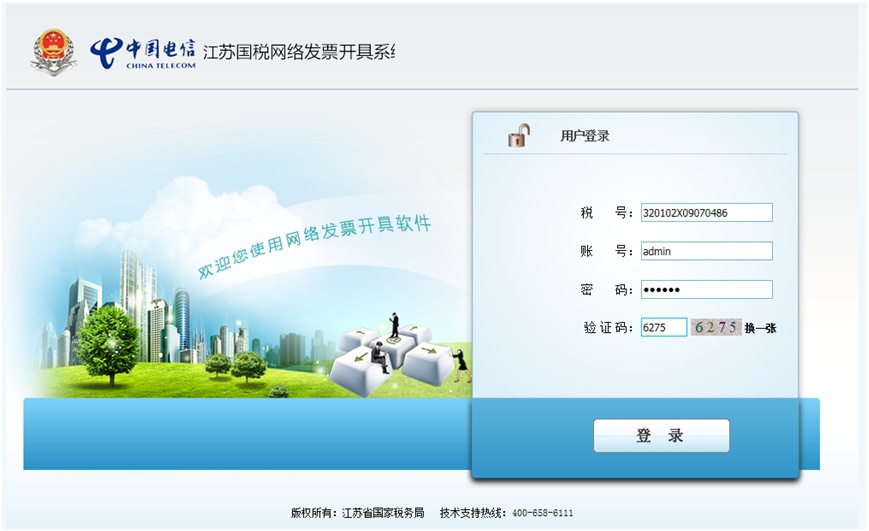 中国电信
CHINA TELECOM
江苏国税网络发票开具系
欢迎您使用网络发票开具软件
用户登录
税 号： 320102X09070486
账 号： admin
密 码： ●●●●●●
验证码： 6275 6275 换一张
登 录
版权所有：江苏省国家税务局 技术支持热线：400-658-6111